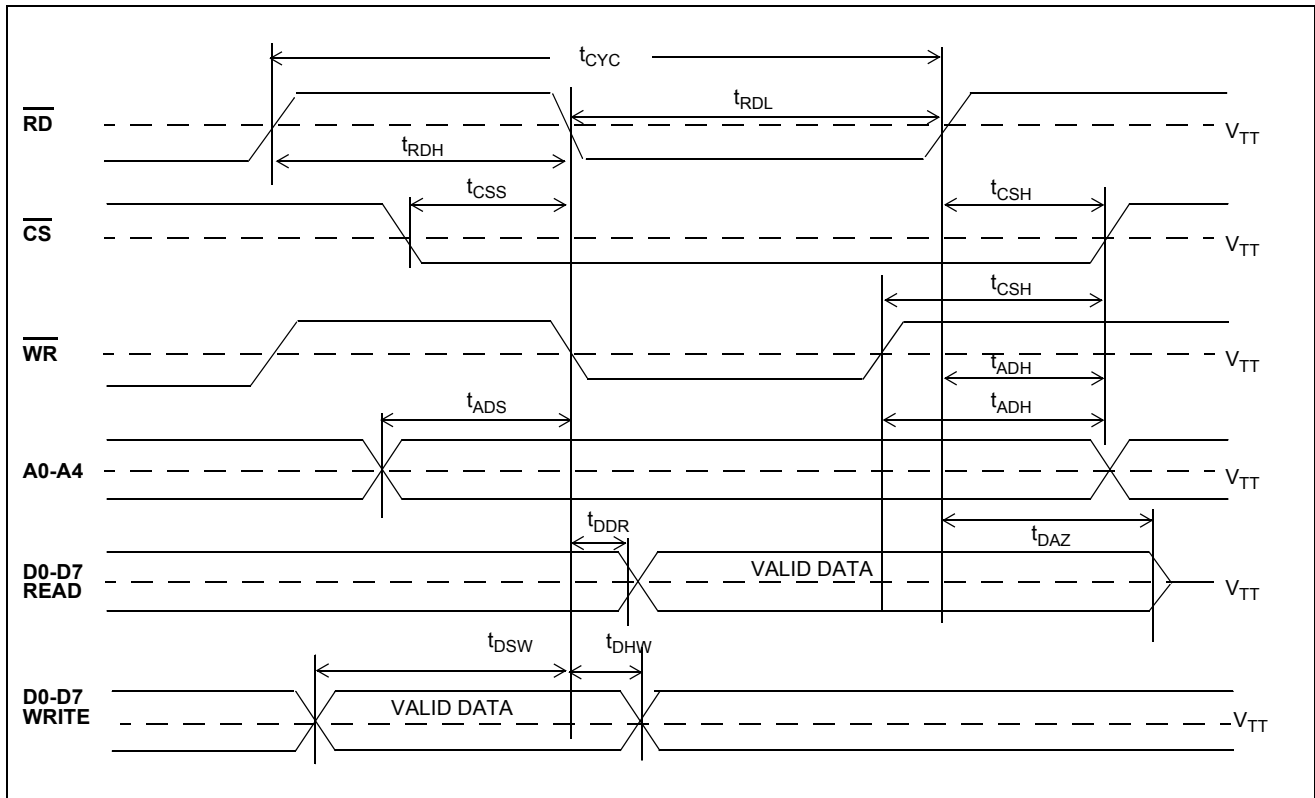 tCYC
tRDL
RD
VTT
tRDH
tCSS
tCSH
CS
VTT
tCSH
WR
VTT
tADH
tADS
tADH
A0-A4
VTT
tDDR
tDAZ
D0-D7
READ
VALID DATA
VTT
tDSW
tDHW
D0-D7
WRITE
VALID DATA
VTT